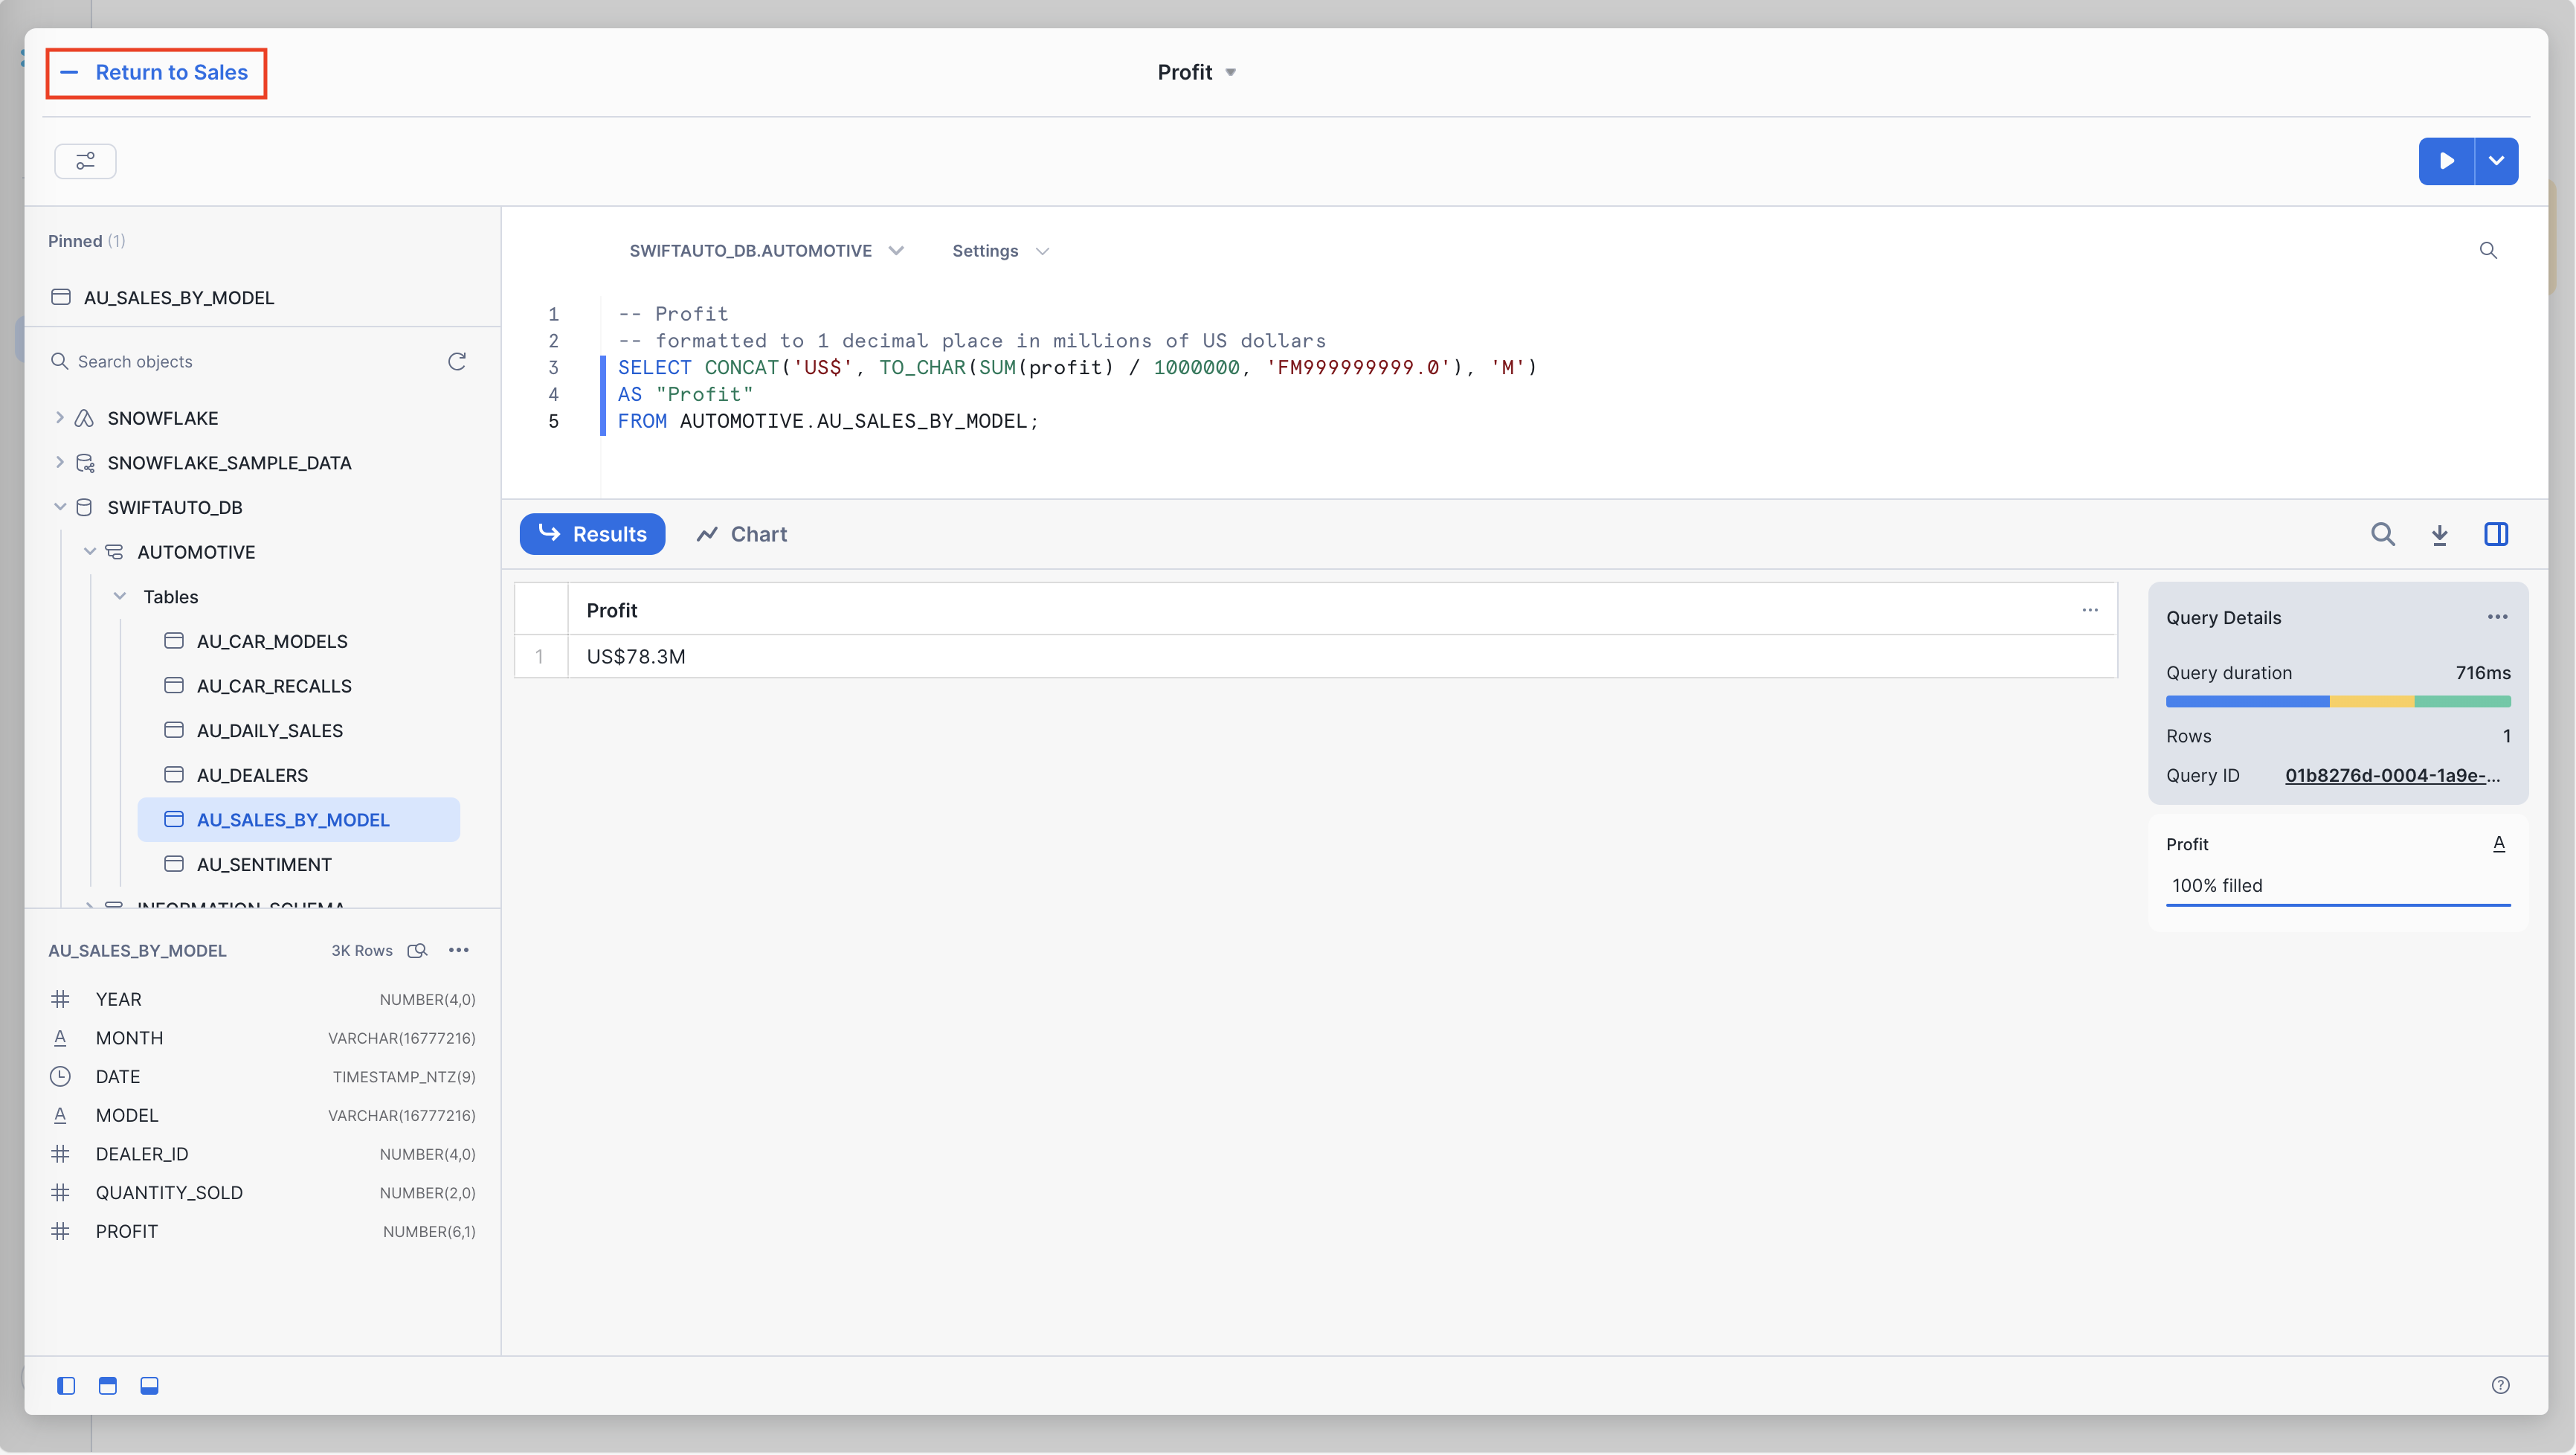 Return to Sales
Profit
Pinned (1)
AU_SALES_BY_MODEL
Search objects
SNOWFLAKE
SNOWFLAKE_SAMPLE_DATA
SWIFTAUTO_DB
AUTOMOTIVE
Tables
AU_CAR_MODELS
AU_CAR_RECALLS
AU_DAILY_SALES
AU_DEALERS
AU_SALES_BY_MODEL
AU_SENTIMENT
INFORMATION_SCHEMA
AU_SALES_BY_MODEL 3K Rows
YEAR NUMBER(4,0)
MONTH VARCHAR(16777216)
DATE TIMESTAMP_NTZ(9)
MODEL VARCHAR(16777216)
DEALER_ID NUMBER(4,0)
QUANTITY_SOLD NUMBER(2,0)
PROFIT NUMBER(6,1)
SWIFTAUTO_DB.AUTOMOTIVE Settings
1 -- Profit
2 -- formatted to 1 decimal place in millions of US dollars
3 SELECT CONCAT('US$', TO_CHAR(SUM(profit) / 1000000, 'FM999999999.0'), 'M')
4 AS "Profit"
5 FROM AUTOMOTIVE.AU_SALES_BY_MODEL;
Results Chart
Profit ...
1 US$78.3M
Query Details ...
Query duration 716ms
Rows 1
Query ID 01b8276d-0004-1a9e-...
Profit A
100% filled